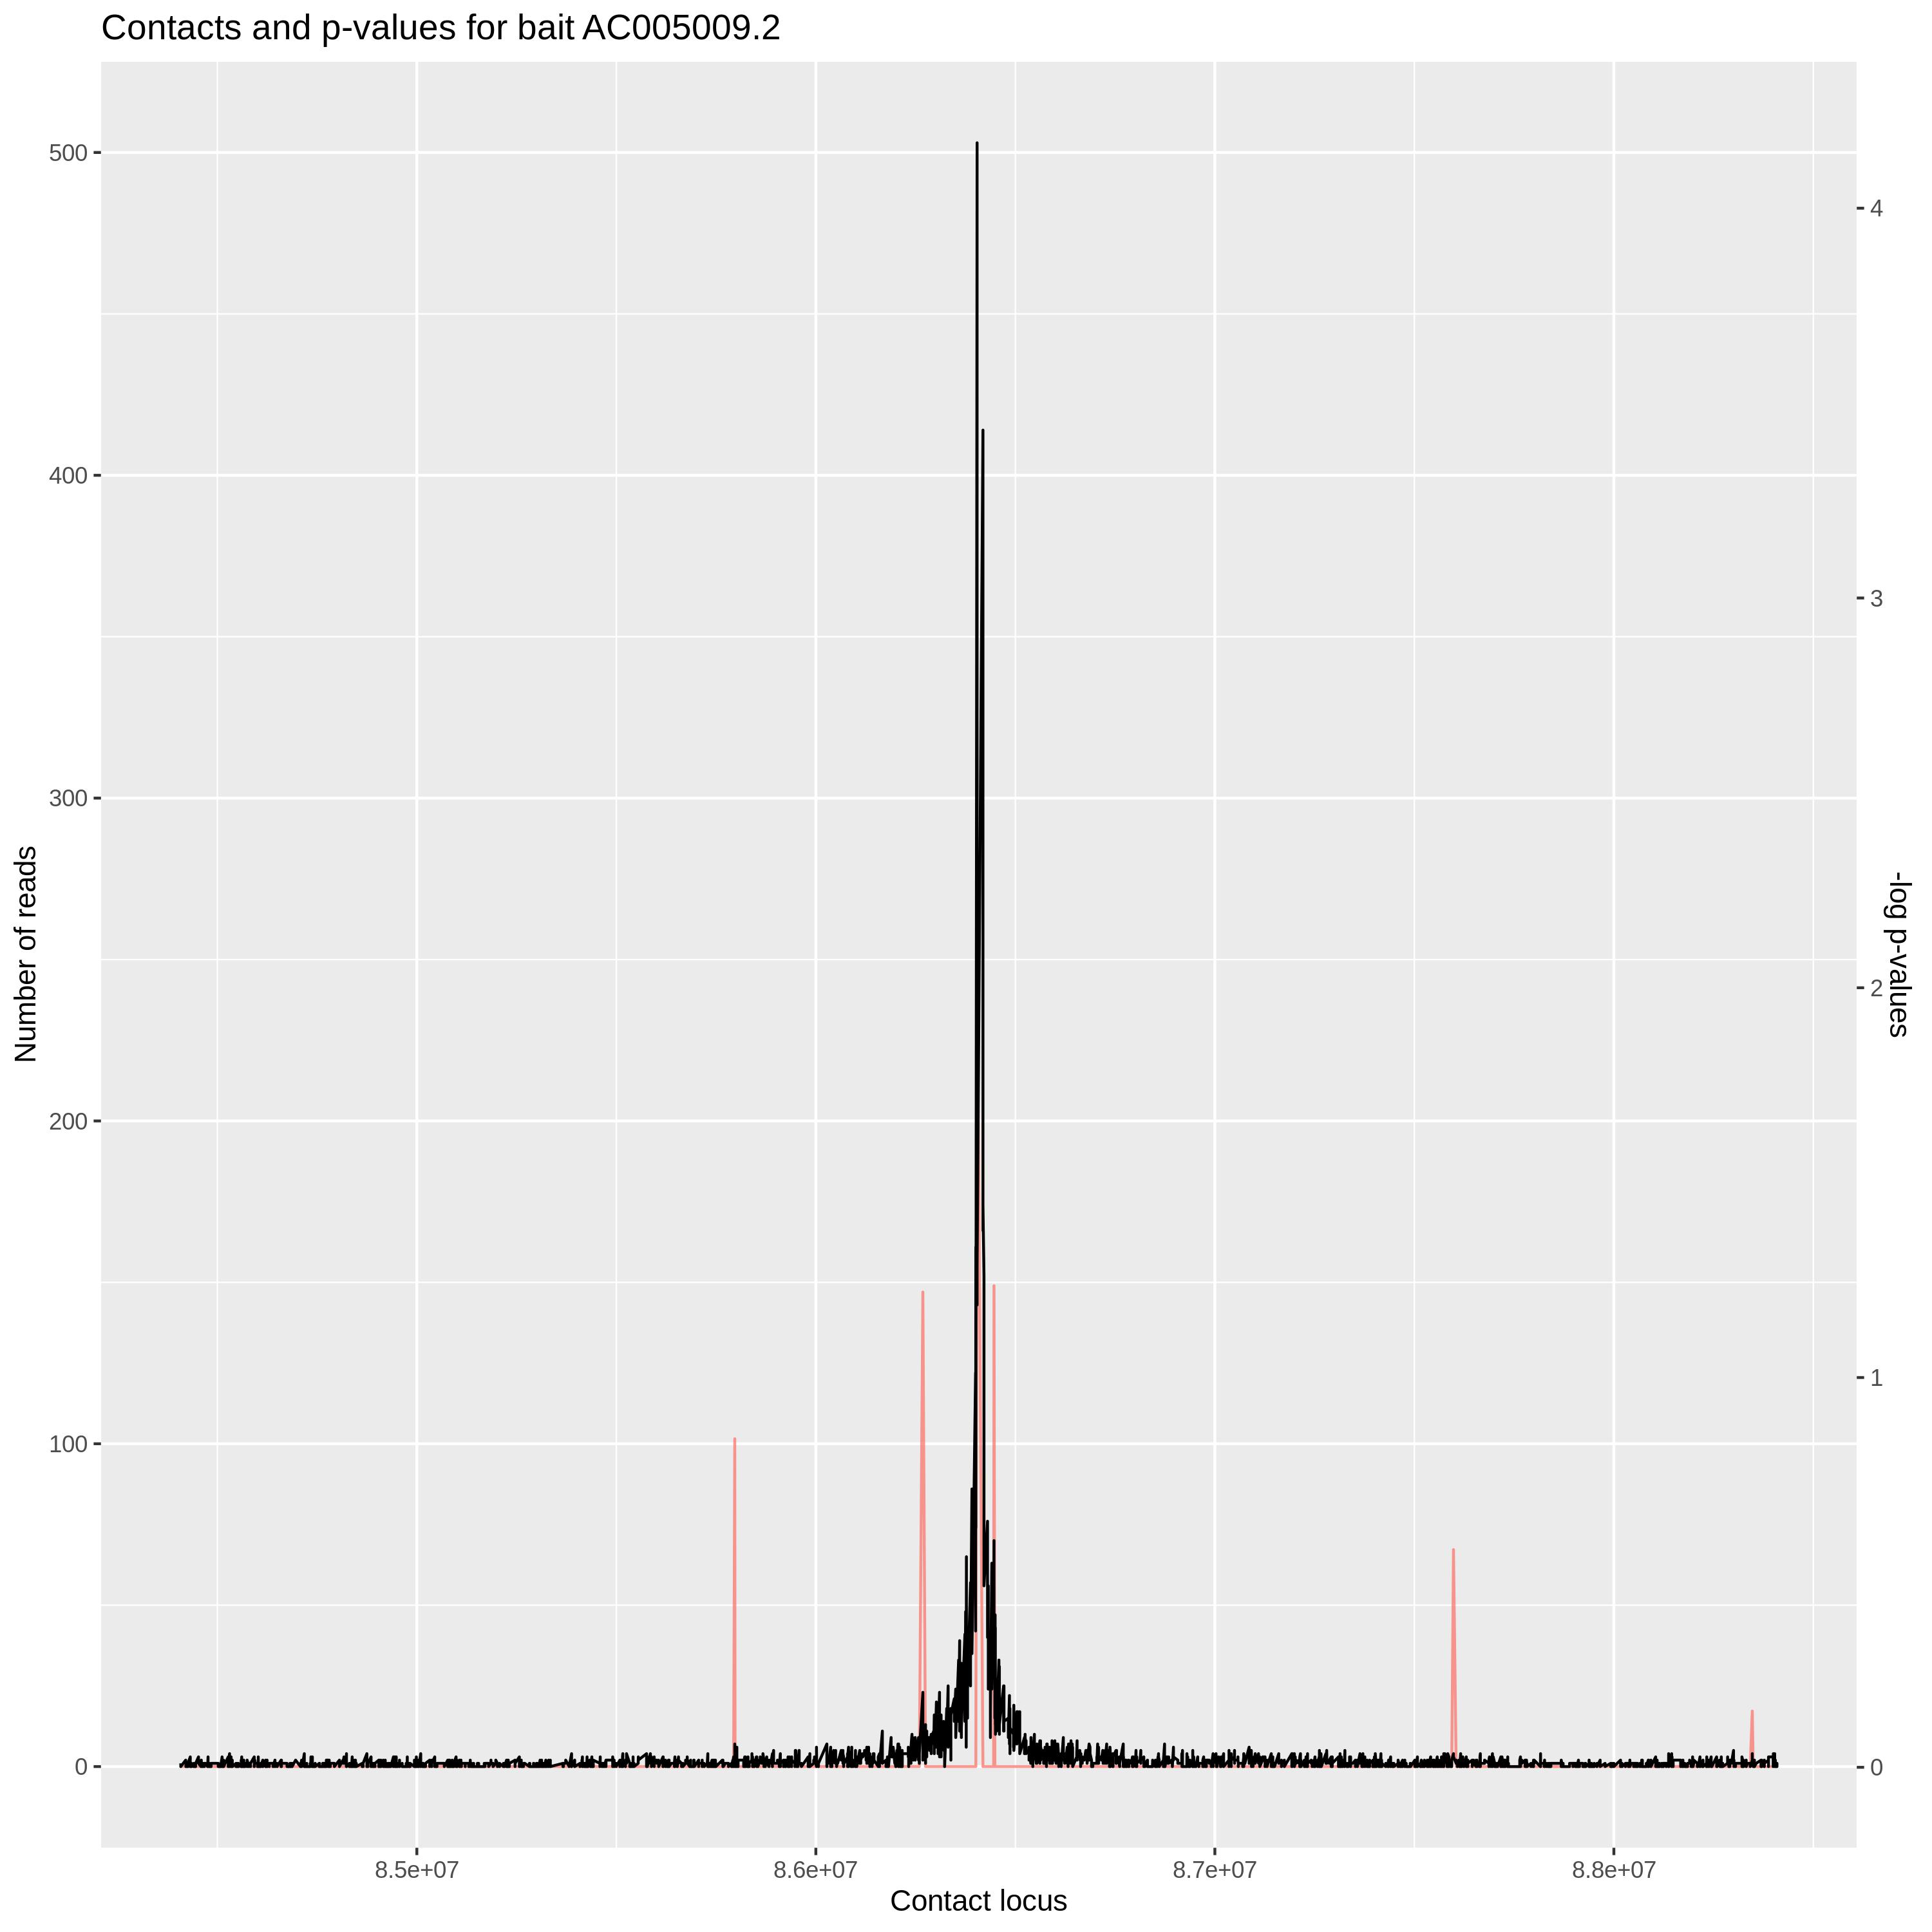 Contacts and p-values for bait AC005009.2
500
400
300
200
100
0
Number of reads
4
3
2
1
0
-log p-values
8.5e+07 8.6e+07 8.7e+07 8.8e+07
Contact locus